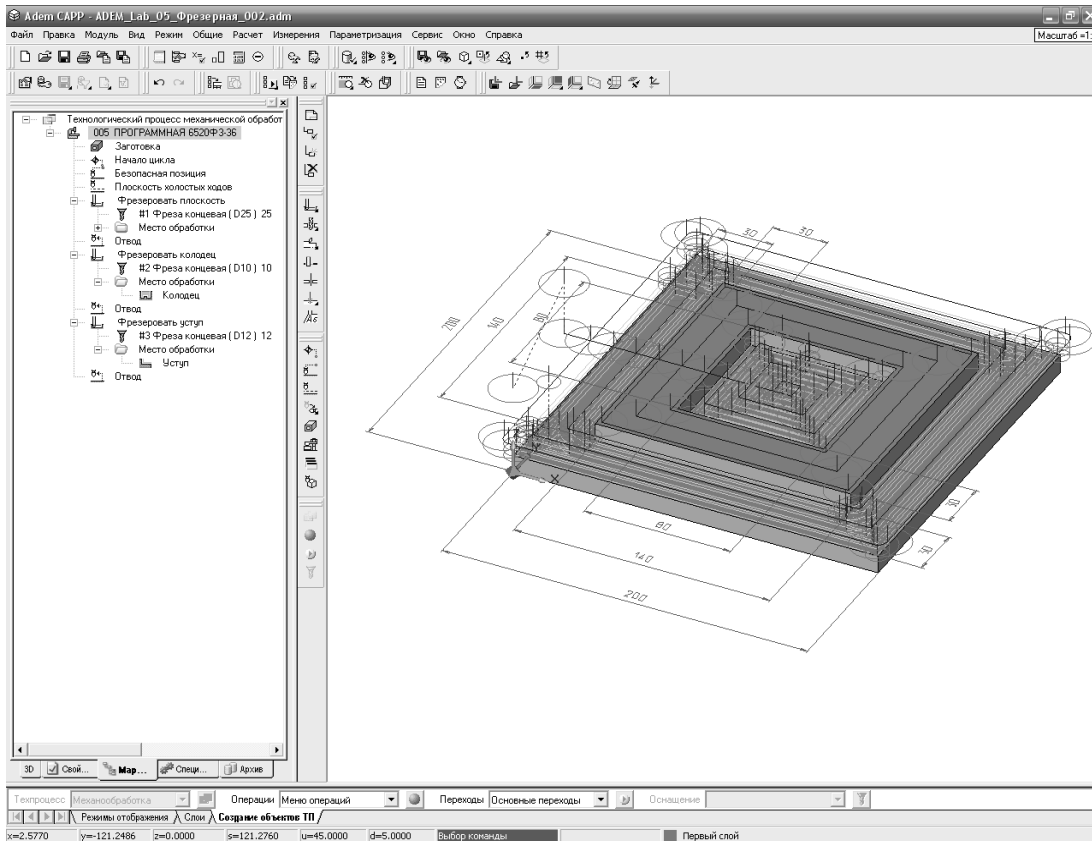 Adem CAPP - ADEM_Lab_05_Фрезерная_002.adm
Файл Правка Модуль Вид Режим Общие Расчет Измерения Параметризация Сервис Окно Справка
Масштаб =1:
Технологический процесс механической обработ
005 ПРОГРАММНАЯ 6520Ф3-36
Заготовка
Начало цикла
Безопасная позиция
Плоскость холостых ходов
Фрезеровать плоскость
#1 Фреза концевая ( D25 ) 25
Место обработки
Отвод
Фрезеровать колодец
#2 Фреза концевая ( D10 ) 10
Место обработки
Колодец
Отвод
Фрезеровать уступ
#3 Фреза концевая ( D12 ) 12
Место обработки
Уступ
Отвод
30
30
200
140
80
X
30
30
80
140
200
3D Свой... Мар... Специ... Архив
Техпроцесс Механообработка Операции Меню операций Переходы Основные переходы Оснащение
Режимы отображения Слои Создание объектов ТП
x=2.5770 y=-121.2486 z=0.0000 s=121.2760 u=45.0000 d=5.0000 Выбор команды Первый слой